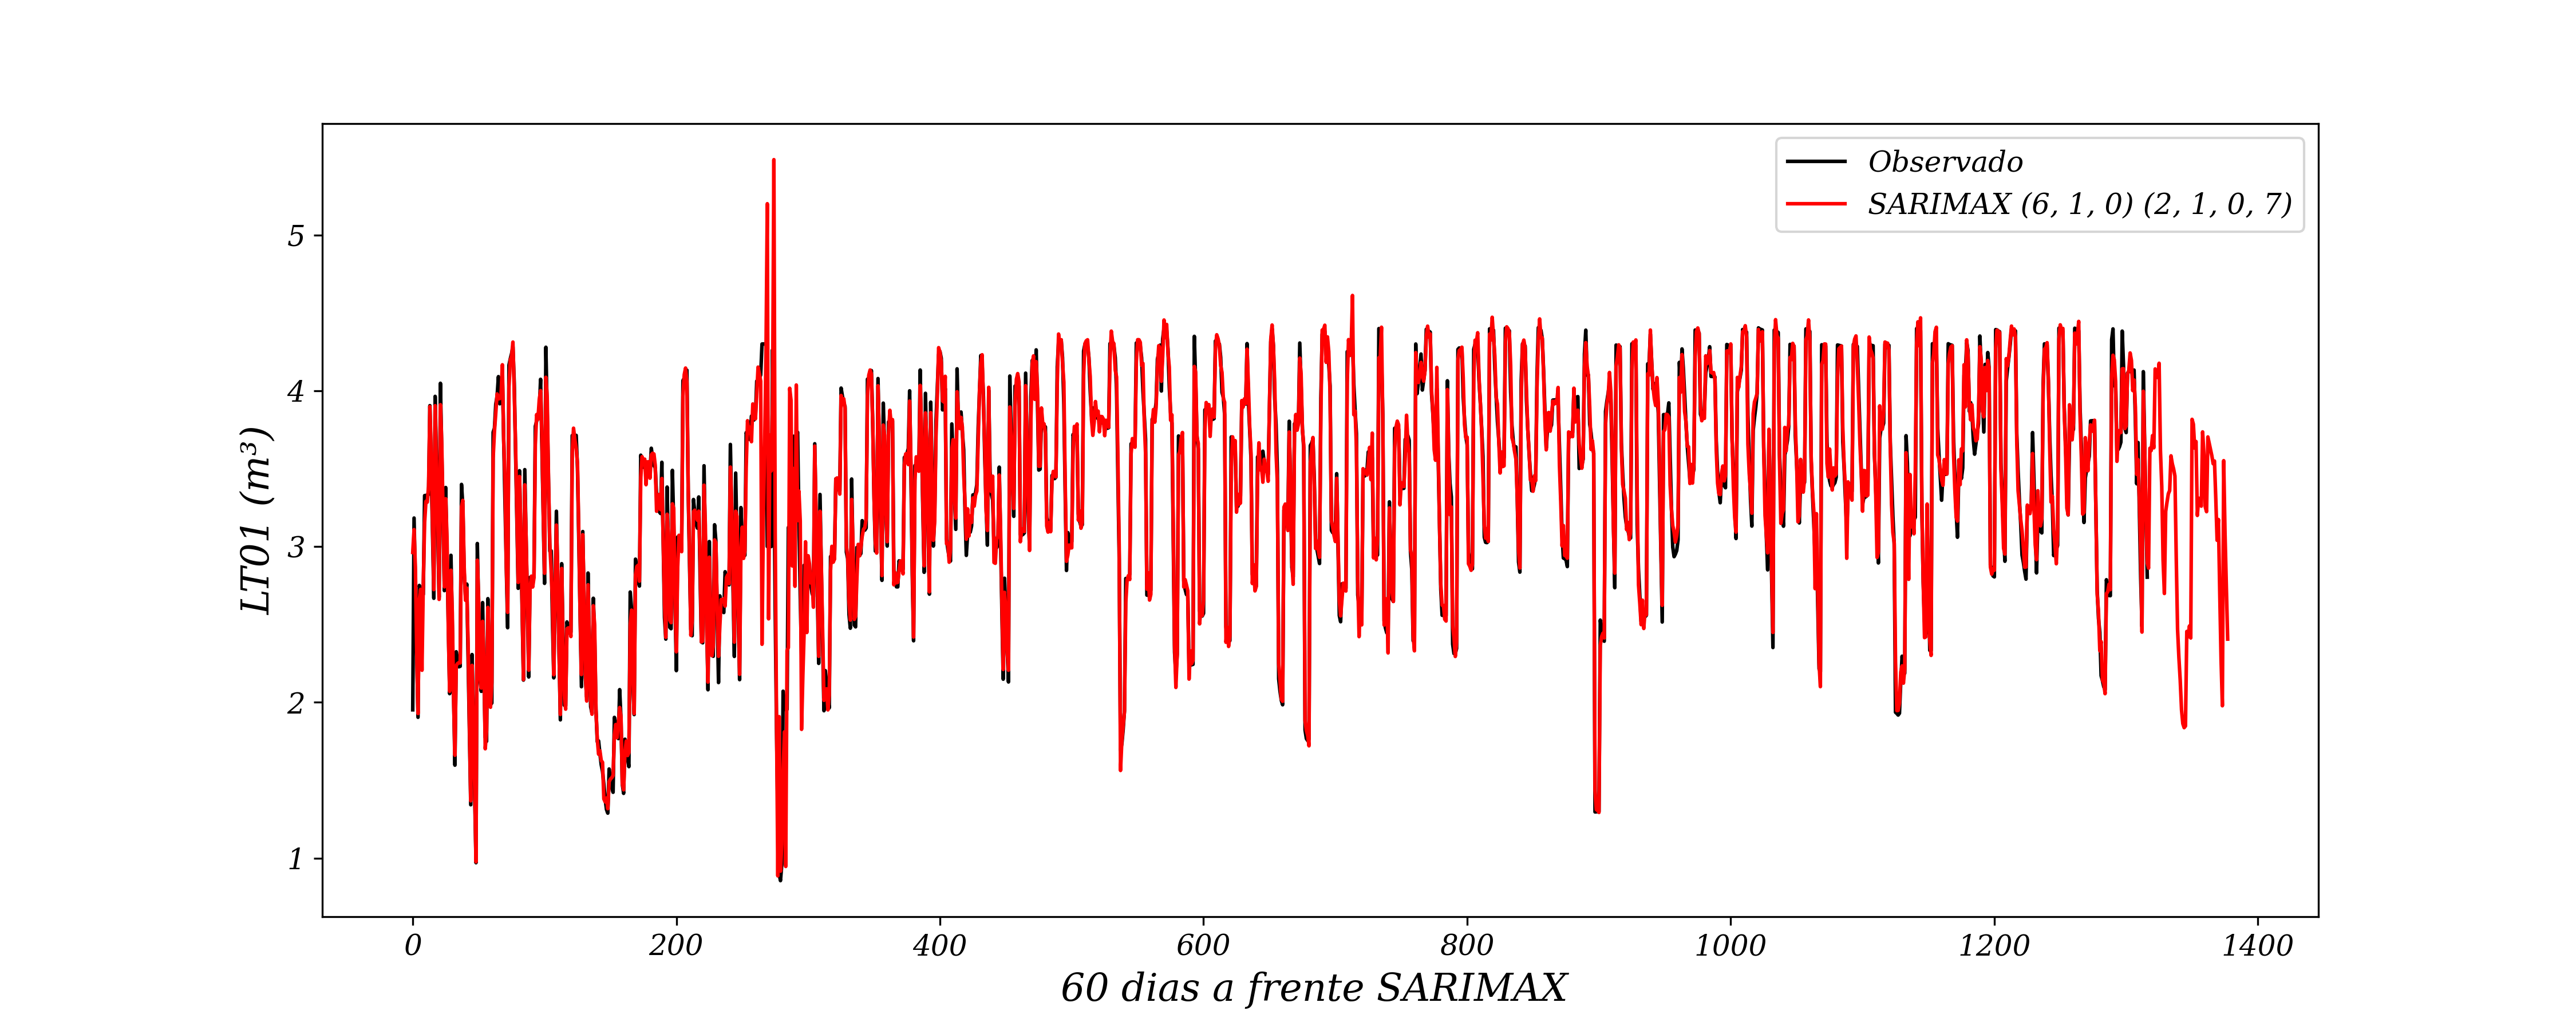 Observado
SARIMAX (6, 1, 0) (2, 1, 0, 7)
LT01 (m³)
5
4
3
2
1
0 200 400 600 800 1000 1200 1400
60 dias a frente SARIMAX